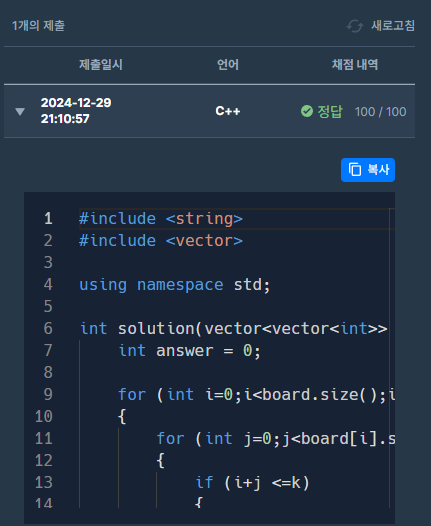 1개의 제출
새로고침
제출일시 언어 채점 내역
2024-12-29
21:10:57
C++
정답 100 / 100
복사
1 #include <string>
2 #include <vector>
3
4 using namespace std;
5
6 int solution(vector<vector<int>>
7 int answer = 0;
8
9 for (int i=0;i<board.size();i
10 {
11 for (int j=0;j<board[i].s
12 {
13 if (i+j <=k)
14 {